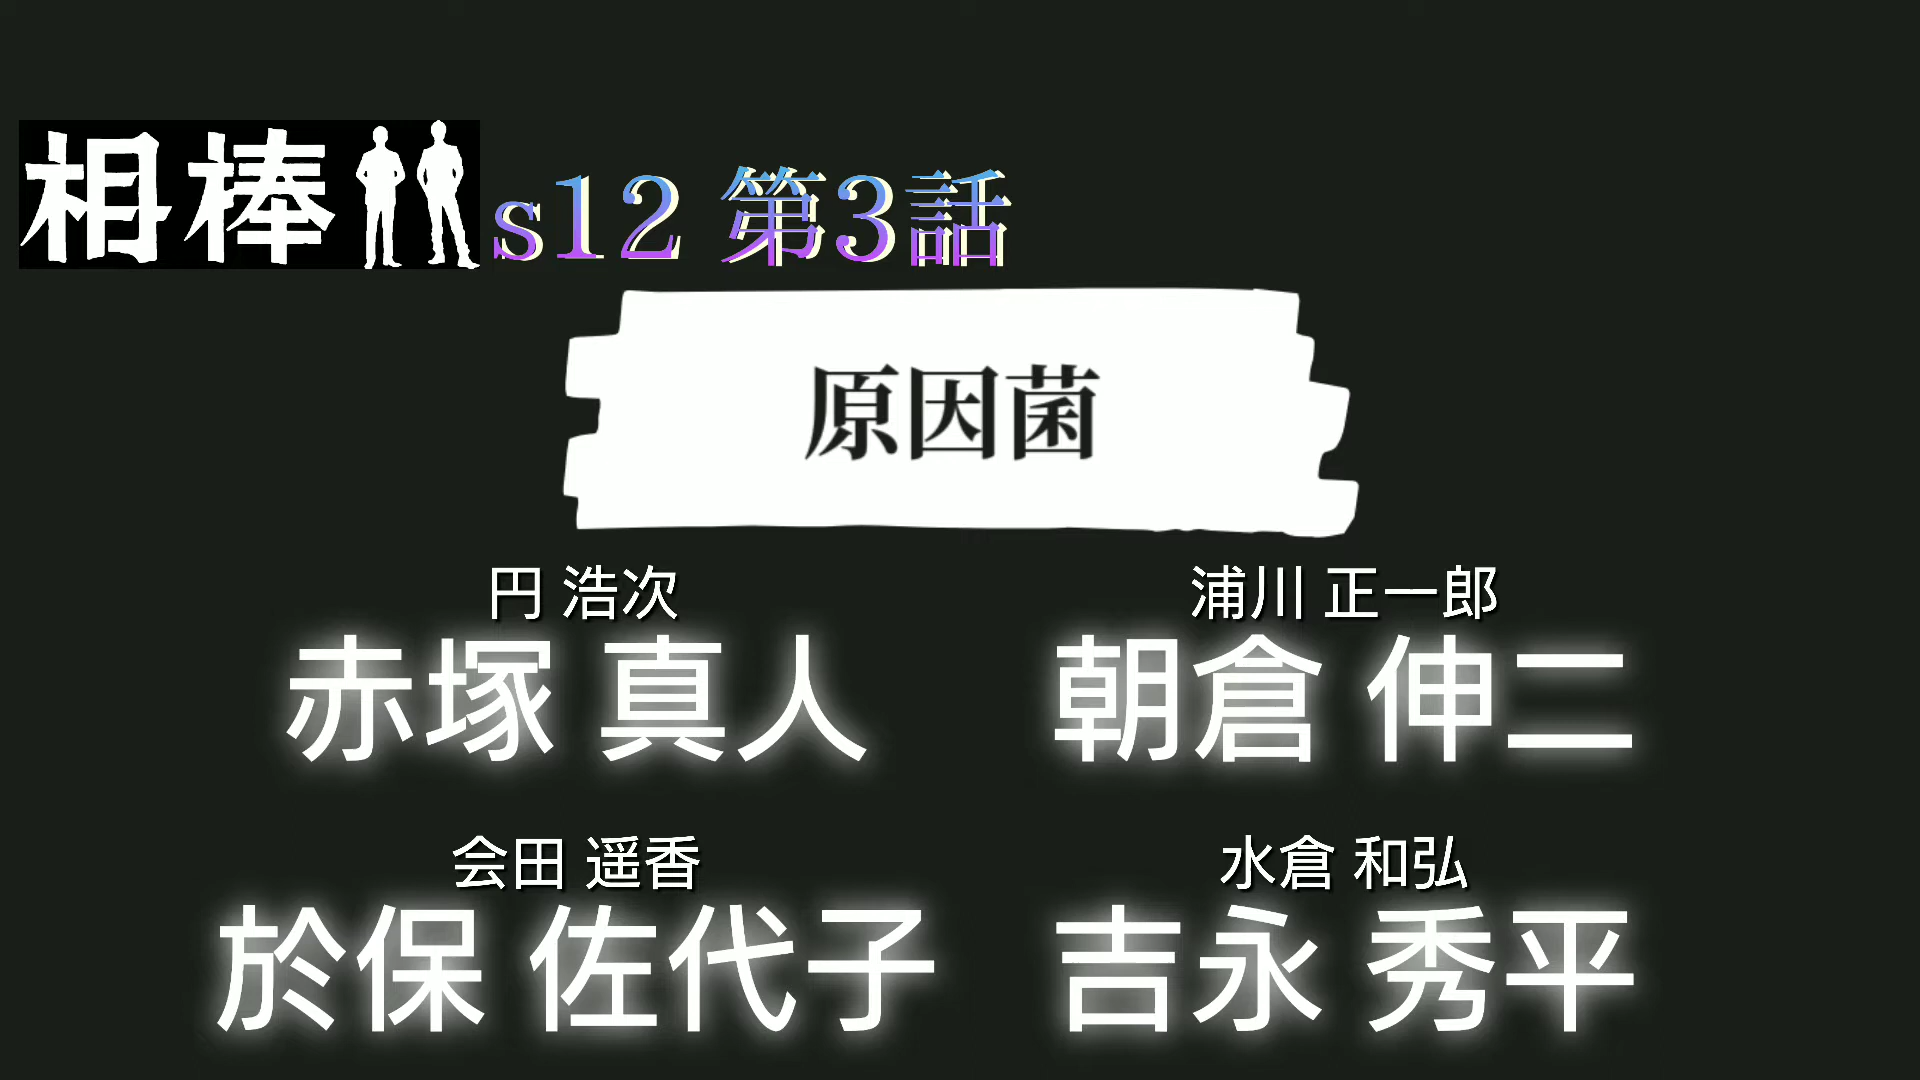 相棒 s12 第3話
原因菌
円 浩次 浦川 正一郎
赤塚 真人 朝倉 伸二
会田 遥香 水倉 和弘
於保 佐代子 吉永 秀平